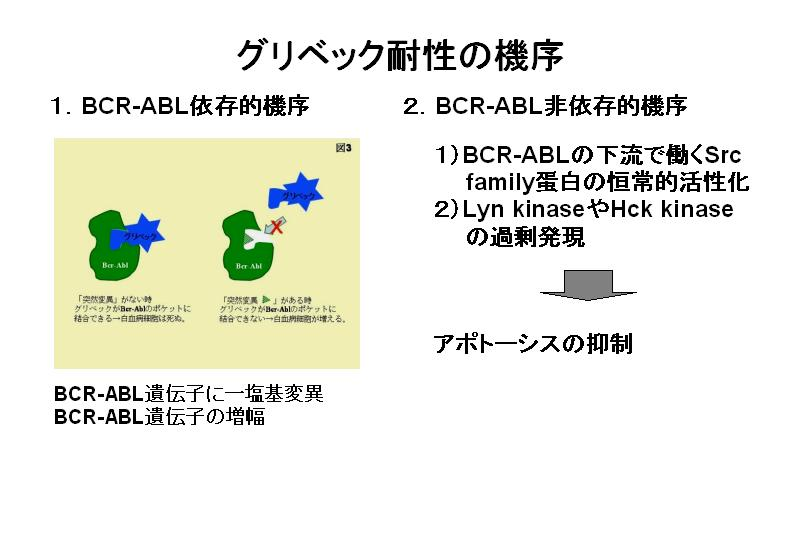 グリベック耐性の機序
１．BCR-ABL依存的機序
図3
グリベック
Bcr-Abl
「突然変異」がない時
グリベックがBcr-Ablのポケットに
結合できる→白血病細胞は死ぬ。
グリベック
Bcr-Abl
「突然変異 ▶ 」がある時
グリベックがBcr-Ablのポケットに
結合できない→白血病細胞が増える。
BCR-ABL遺伝子に一塩基変異
BCR-ABL遺伝子の増幅
２．BCR-ABL非依存的機序
１）BCR-ABLの下流で働くSrc
family蛋白の恒常的活性化
２）Lyn kinaseやHck kinase
の過剰発現
アポトーシスの抑制